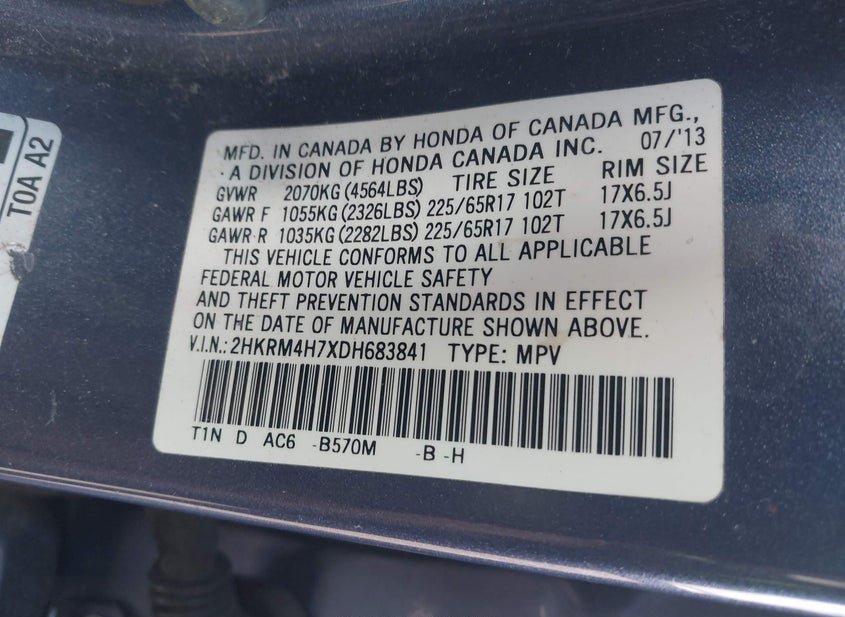 MFD. IN CANADA BY HONDA OF CANADA MFG.,
A DIVISION OF HONDA CANADA INC. 07/'13
GVWR 2070KG (4564LBS) TIRE SIZE RIM SIZE
GAWR F 1055KG (2326LBS) 225/65R17 102T 17X6.5J
GAWR R 1035KG (2282LBS) 225/65R17 102T 17X6.5J
THIS VEHICLE CONFORMS TO ALL APPLICABLE
FEDERAL MOTOR VEHICLE SAFETY
AND THEFT PREVENTION STANDARDS IN EFFECT
ON THE DATE OF MANUFACTURE SHOWN ABOVE.
V.I.N.: 2HKRM4H7XDH683841 TYPE: MPV
T1N D AC6 -B570M -B -H
T0A A2